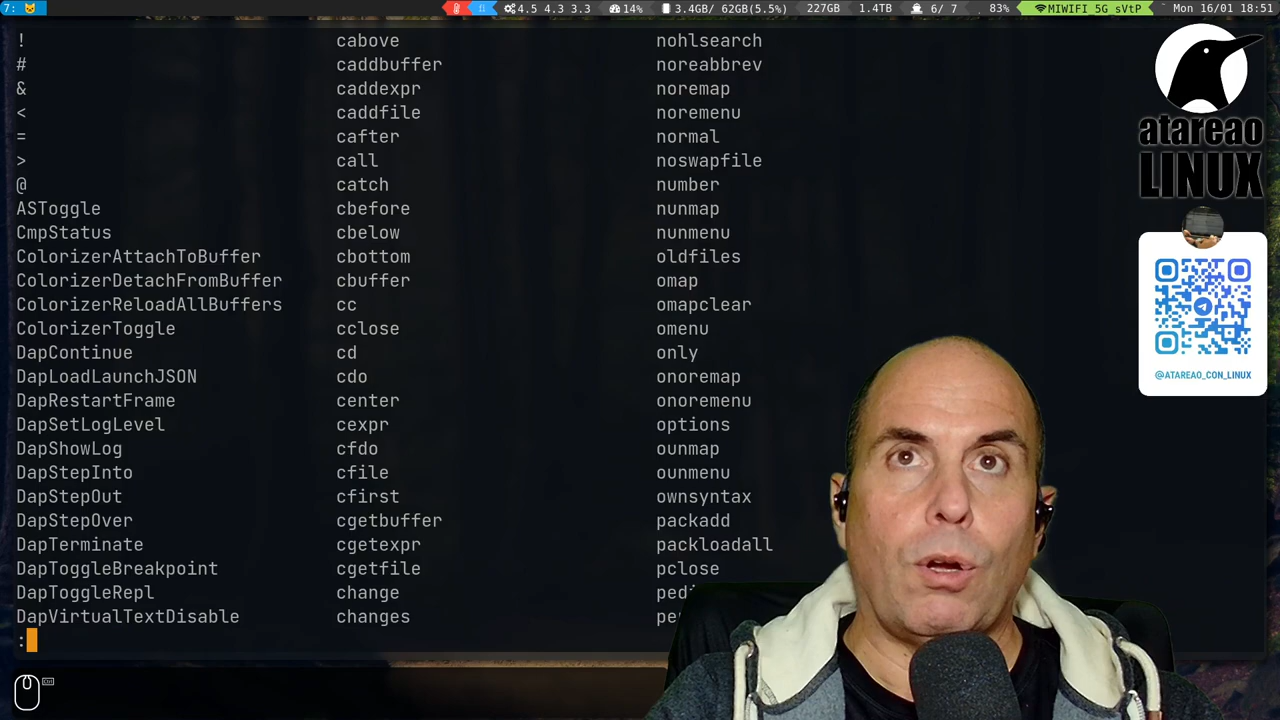 7:
4.5 4.3 3.3
14%
3.4GB/ 62GB(5.5%)
227GB
1.4TB
6/ 7
83%
MIWIFI 5G sVtP
Mon 16/01 18:51
! cabove nohlsearch
# caddbuffer noreabbrev
& caddexpr noremap
< caddfile noremenu
= cafter normal
> call noswapfile
@ catch number
ASToggle cbefore nunmap
CmpStatus cbelow nunmenu
ColorizerAttachToBuffer cbottom oldfiles
ColorizerDetachFromBuffer cbuffer omap
ColorizerReloadAllBuffers cc omapclear
ColorizerToggle cclose omenu
DapContinue cd only
DapLoadLaunchJSON cdo onoremap
DapRestartFrame center onoremenu
DapSetLogLevel cexpr options
DapShowLog cfdo ounmap
DapStepInto cfile ounmenu
DapStepOut cfirst ownsyntax
DapStepOver cgetbuffer packadd
DapTerminate cgetexpr packloadall
DapToggleBreakpoint cgetfile pclose
DapToggleRepl change
DapVirtualTextDisable changes
:
atareao
LINUX
@ATAREAO_CON_LINUX